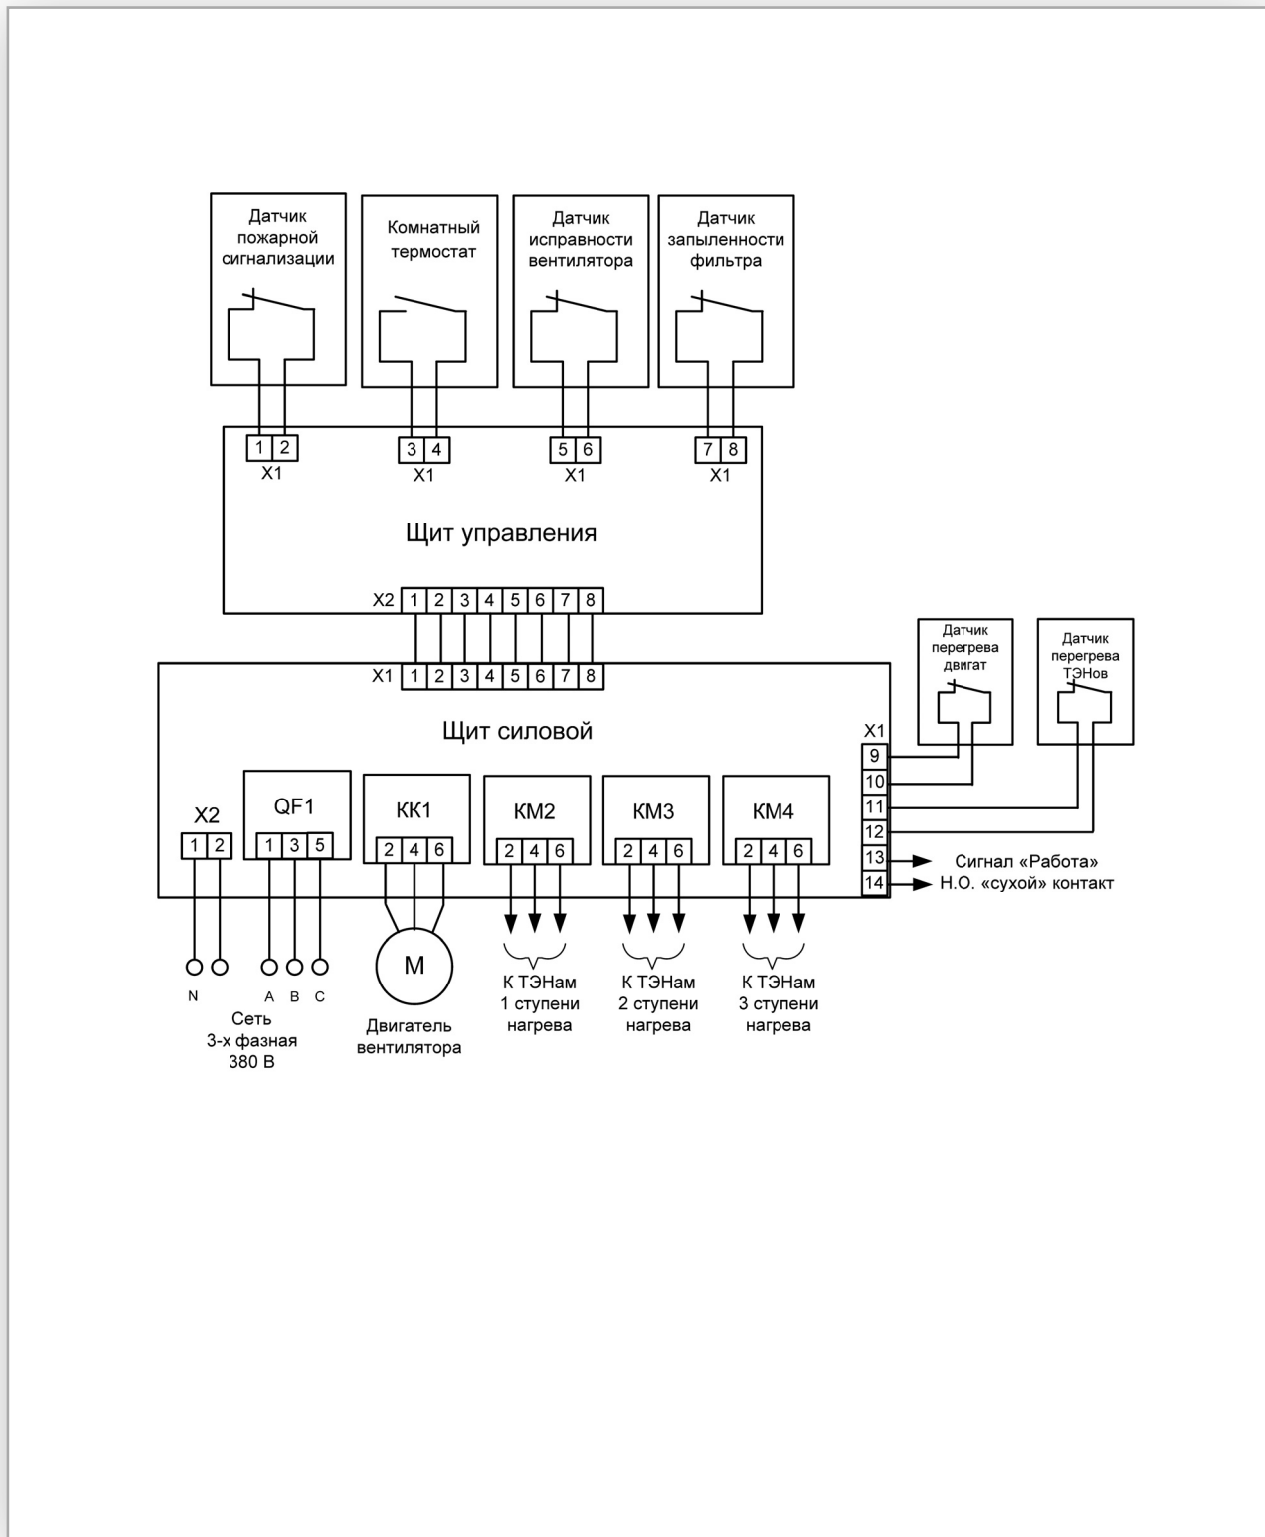 Датчик
пожарной
сигнализации
Комнатный
термостат
Датчик
исправности
вентилятора
Датчик
запыленности
фильтра
1 2
X1
3 4
X1
5 6
X1
7 8
X1
Щит управления
X2 1 2 3 4 5 6 7 8
X1 1 2 3 4 5 6 7 8
Щит силовой
Датчик
перегрева
двигат
Датчик
перегрева
ТЭНов
X1
9
10
11
12
13
14
Сигнал «Работа»
Н.О. «сухой» контакт
X2
1 2
QF1
1 3 5
КК1
2 4 6
КМ2
2 4 6
КМ3
2 4 6
КМ4
2 4 6
N
A B C
Сеть
3-х фазная
380 В
М
Двигатель
вентилятора
К ТЭНам
1 ступени
нагрева
К ТЭНам
2 ступени
нагрева
К ТЭНам
3 ступени
нагрева